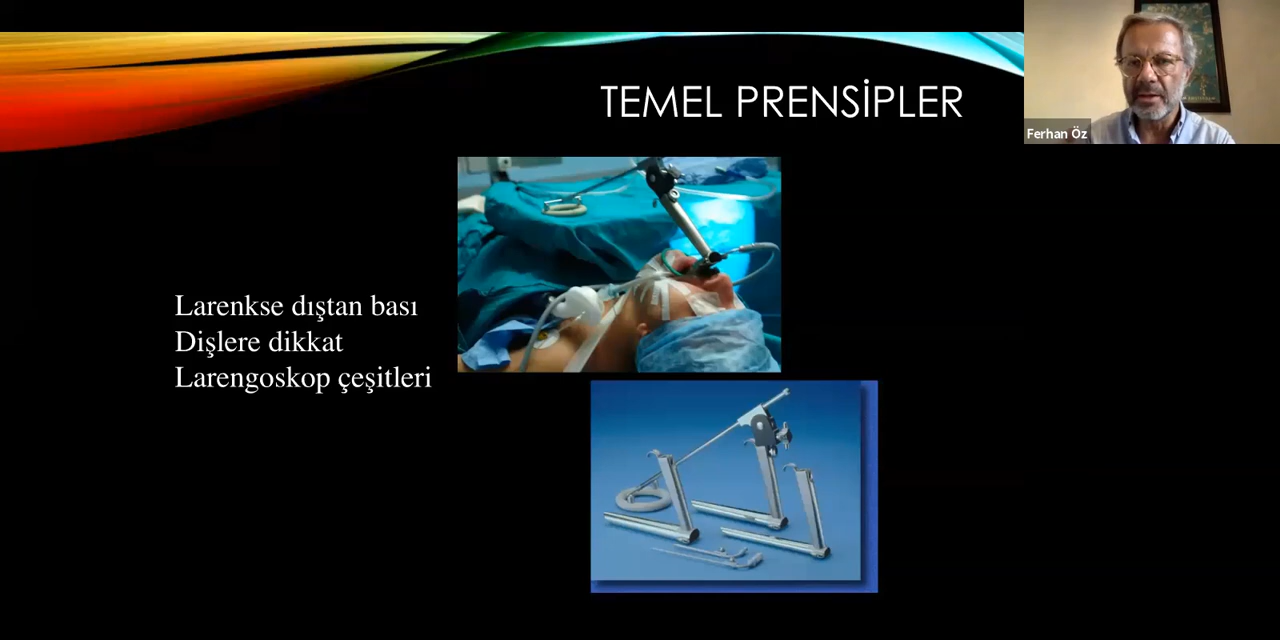 TEMEL PRENSİPLER
Ferhan Öz
Larenkse dıştan bası
Dişlere dikkat
Larengoskop çeşitleri